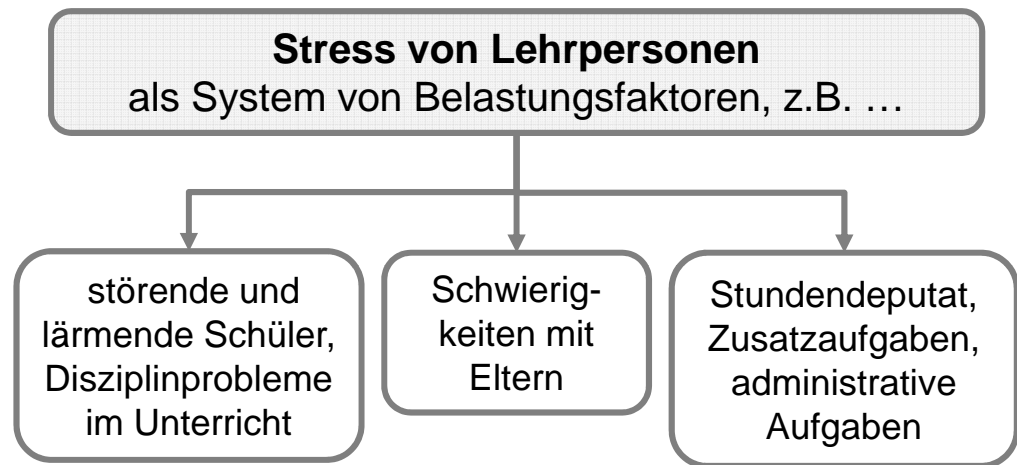 Stress von Lehrpersonen
als System von Belastungsfaktoren, z.B. …
störende und
lärmende Schüler,
Disziplinprobleme
im Unterricht
Schwierig-
keiten mit
Eltern
Stundendeputat,
Zusatzaufgaben,
administrative
Aufgaben